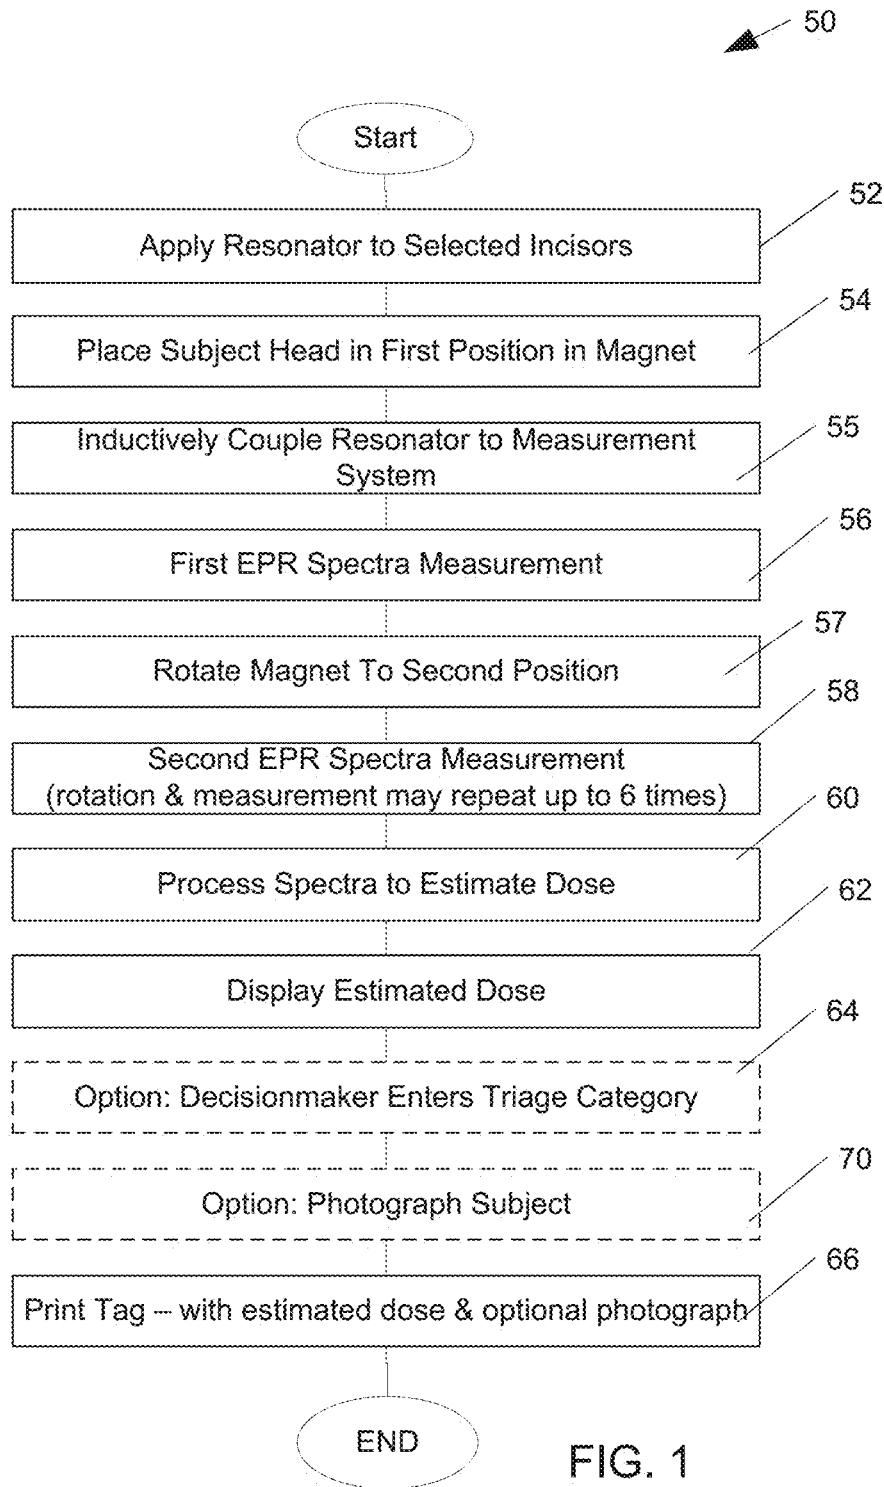 50
Start
52
Apply Resonator to Selected Incisors
54
Place Subject Head in First Position in Magnet
55
Inductively Couple Resonator to Measurement
System
56
First EPR Spectra Measurement
57
Rotate Magnet To Second Position
58
Second EPR Spectra Measurement
(rotation & measurement may repeat up to 6 times)
60
Process Spectra to Estimate Dose
62
Display Estimated Dose
64
Option: Decisionmaker Enters Triage Category
70
Option: Photograph Subject
66
Print Tag – with estimated dose & optional photograph
END
FIG. 1